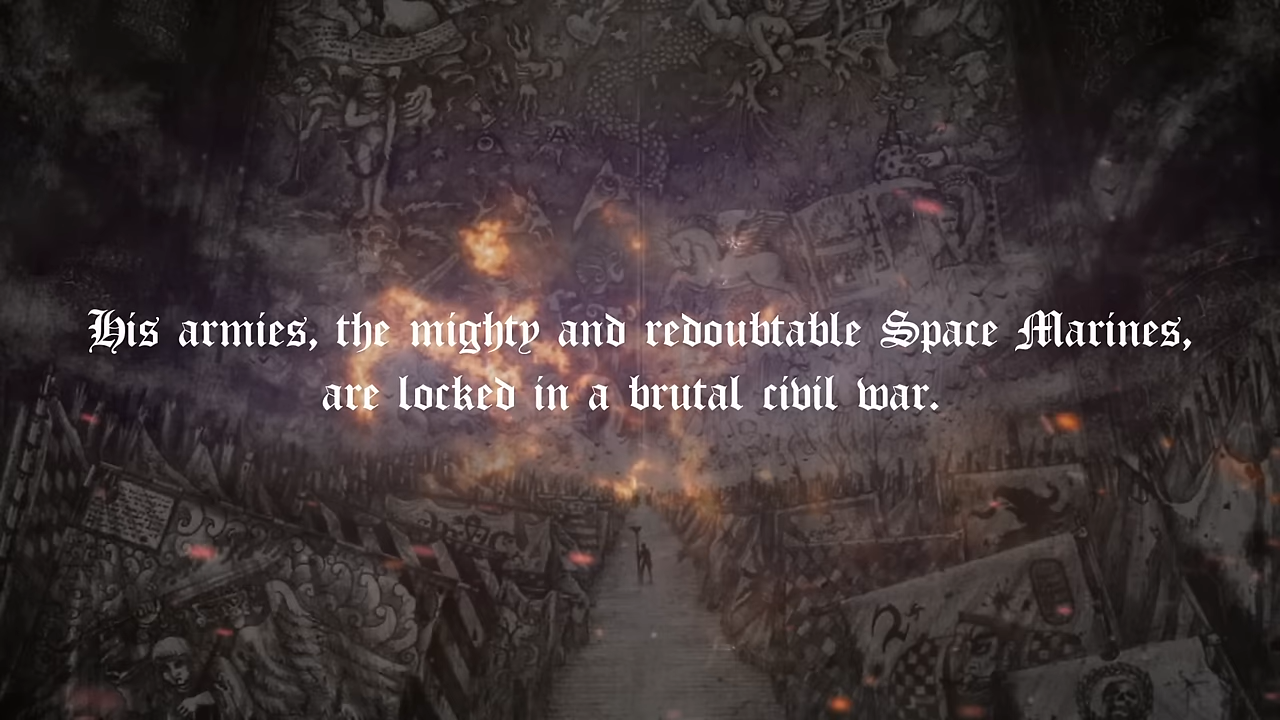 His armies, the mighty and redoubtable Space Marines,
are locked in a brutal civil war.